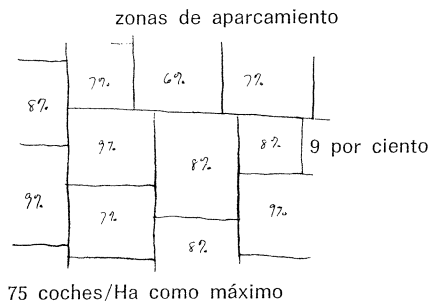 zonas de aparcamiento
7% 6% 7%
8%
9% 8% 8% 9 por ciento
9% 7% 9%
8%
75 coches/Ha como máximo